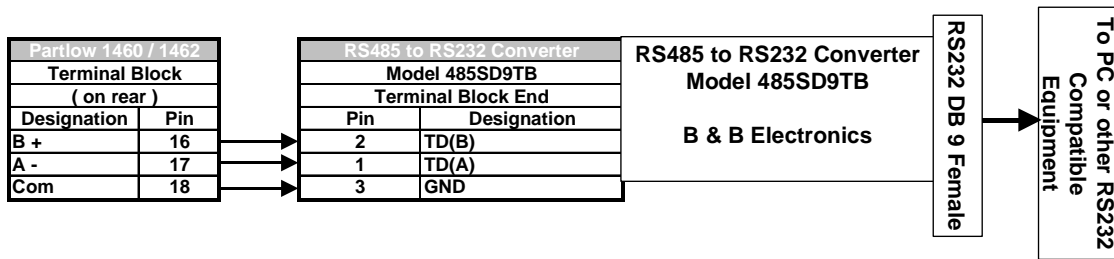 Partlow 1460 / 1462
Terminal Block
( on rear )
Designation Pin
B + 16
A - 17
Com 18
RS485 to RS232 Converter
Model 485SD9TB
Terminal Block End
Pin Designation
2 TD(B)
1 TD(A)
3 GND
RS485 to RS232 Converter
Model 485SD9TB
B & B Electronics
RS232 DB 9 Female
To PC or other RS232
Compatible
Equipment